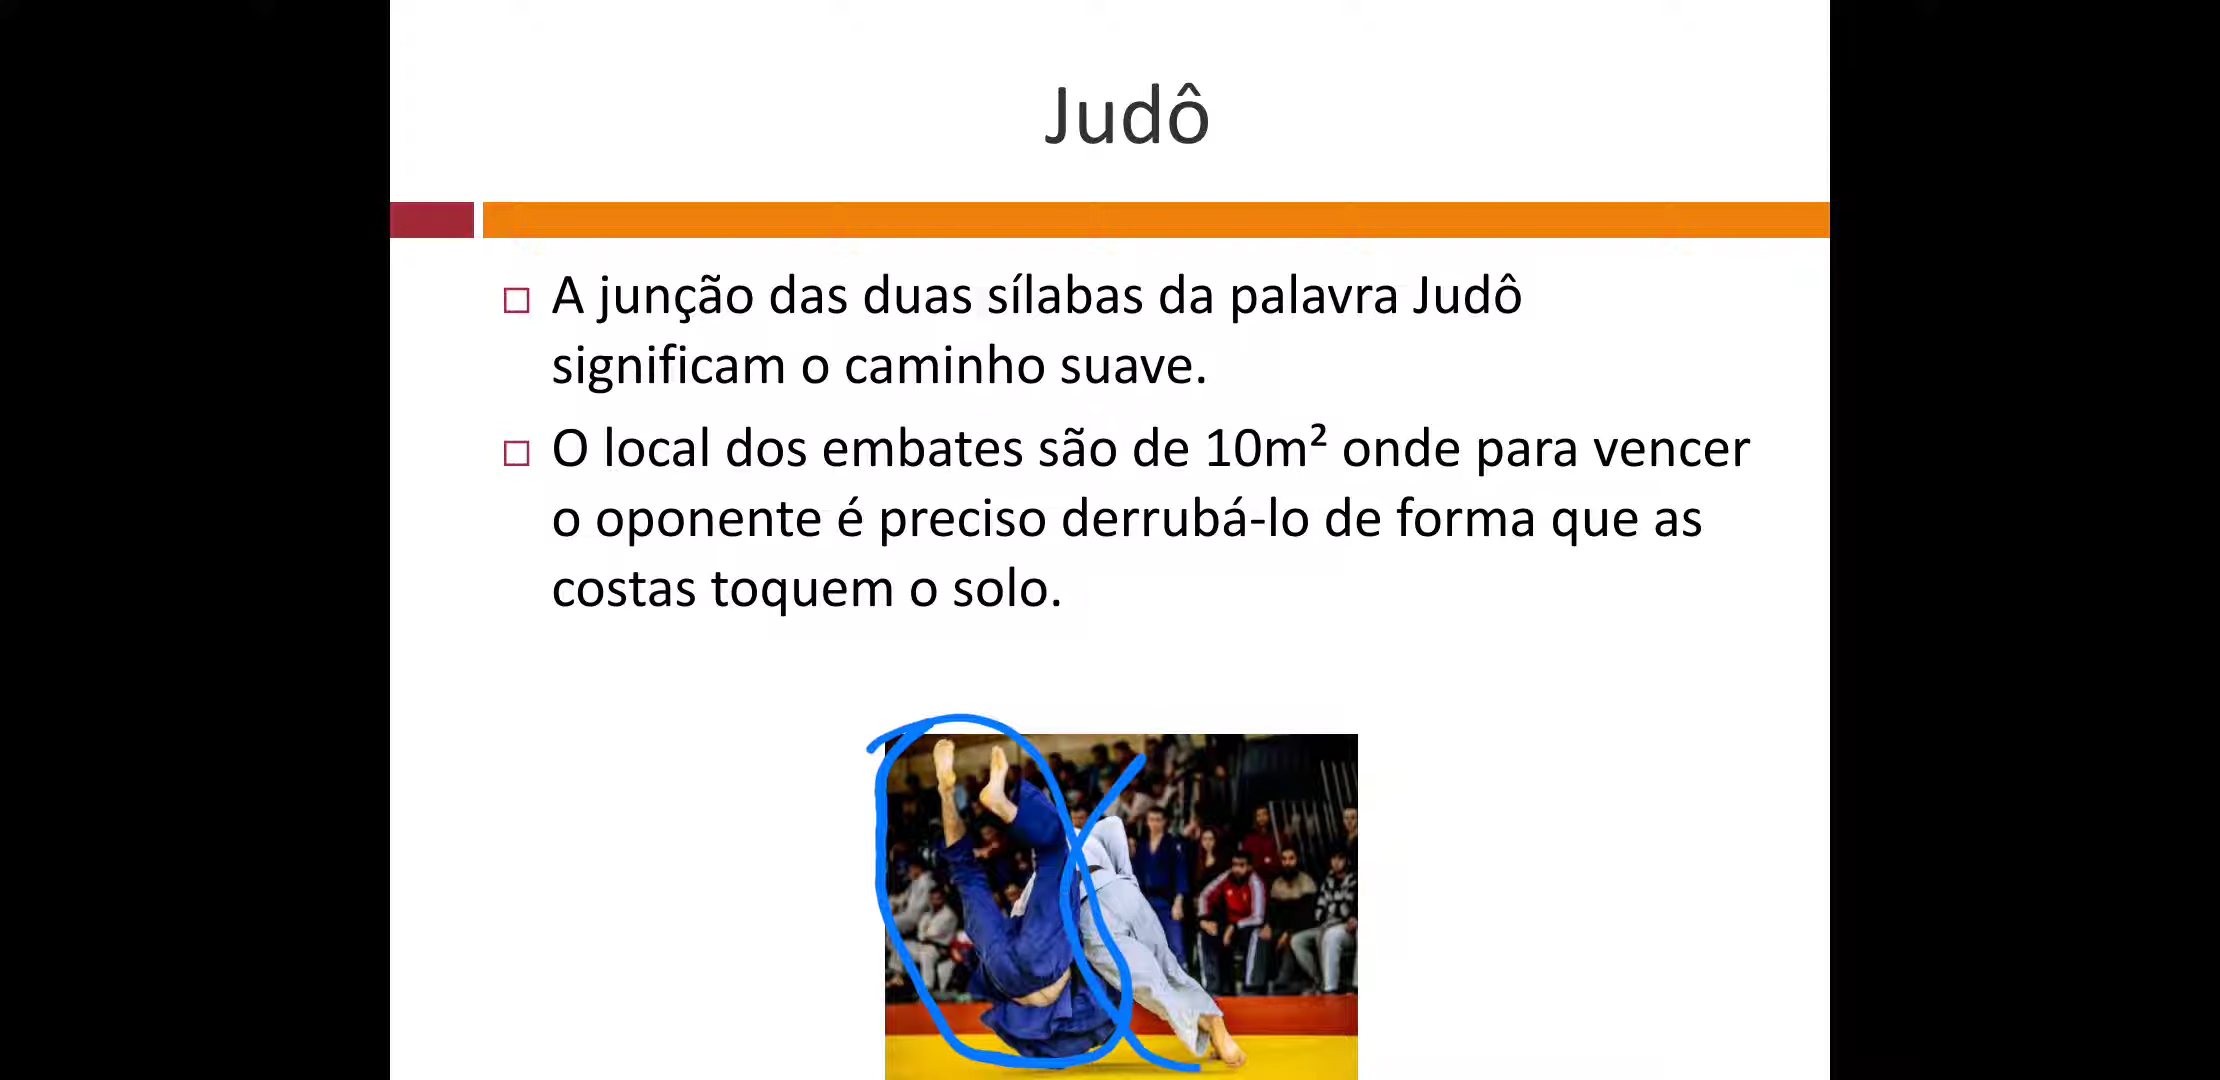 Judô
A junção das duas sílabas da palavra Judô
significam o caminho suave.
O local dos embates são de 10m² onde para vencer
o oponente é preciso derrubá-lo de forma que as
costas toquem o solo.